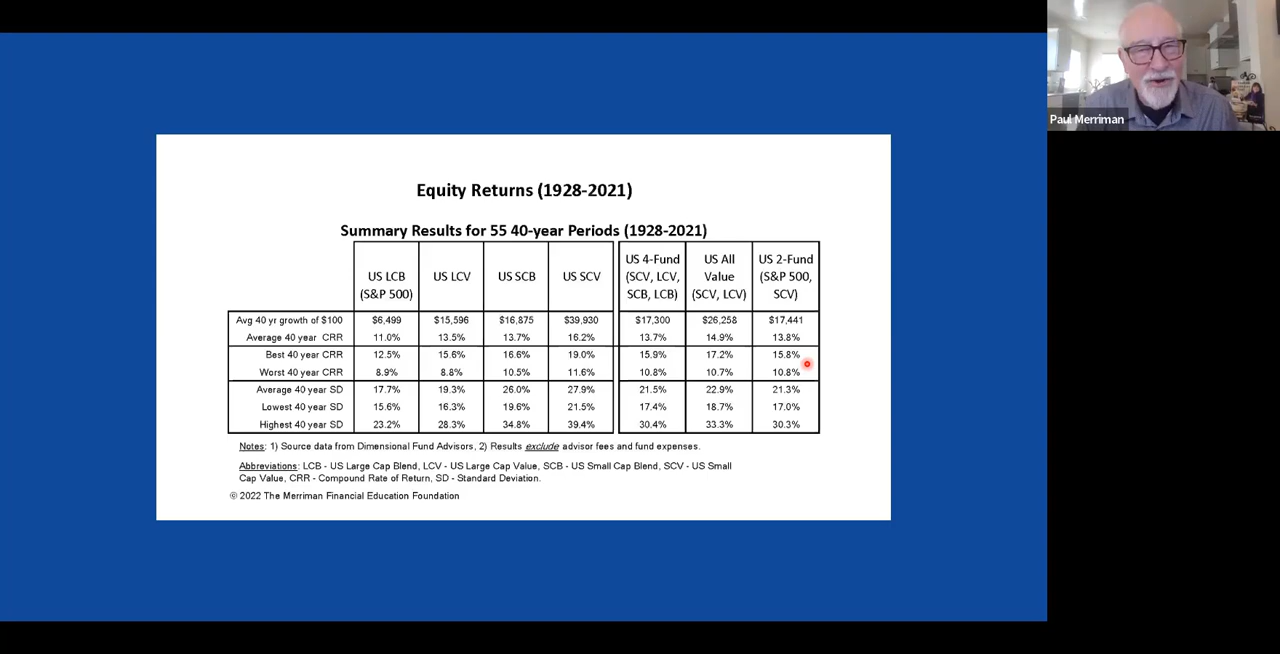 Paul Merriman
Equity Returns (1928-2021)
Summary Results for 55 40-year Periods (1928-2021)
US LCB (S&P 500) US LCV US SCB US SCV US 4-Fund (SCV, LCV, SCB, LCB) US All Value (SCV, LCV) US 2-Fund (S&P 500, SCV)
Avg 40 yr growth of $100 $6,499 $15,596 $16,875 $39,930 $17,300 $26,258 $17,441
Average 40 year CRR 11.0% 13.5% 13.7% 16.2% 13.7% 14.9% 13.8%
Best 40 year CRR 12.5% 15.6% 16.6% 19.0% 15.9% 17.2% 15.8%
Worst 40 year CRR 8.9% 8.8% 10.5% 11.6% 10.8% 10.7% 10.8%
Average 40 year SD 17.7% 19.3% 26.0% 27.9% 21.5% 22.9% 21.3%
Lowest 40 year SD 15.6% 16.3% 19.6% 21.5% 17.4% 18.7% 17.0%
Highest 40 year SD 23.2% 28.3% 34.8% 39.4% 30.4% 33.3% 30.3%
Notes: 1) Source data from Dimensional Fund Advisors, 2) Results exclude advisor fees and fund expenses.
Abbreviations: LCB - US Large Cap Blend, LCV - US Large Cap Value, SCB - US Small Cap Blend, SCV - US Small
Cap Value, CRR - Compound Rate of Return, SD - Standard Deviation.
© 2022 The Merriman Financial Education Foundation